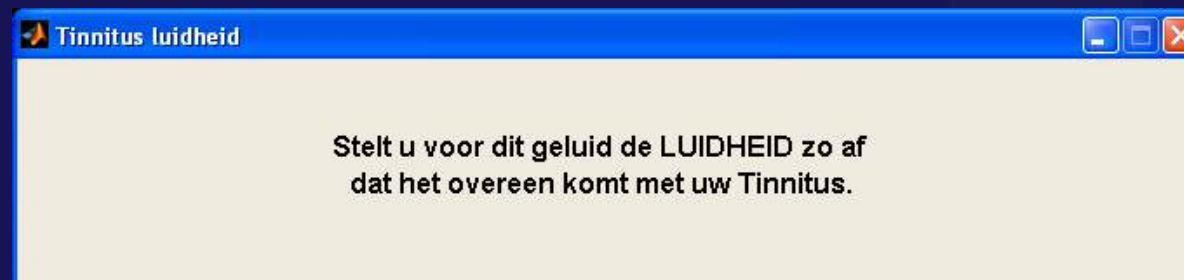 Tinnitus luidheid
Stelt u voor dit geluid de LUIDHEID zo af
dat het overeen komt met uw Tinnitus.